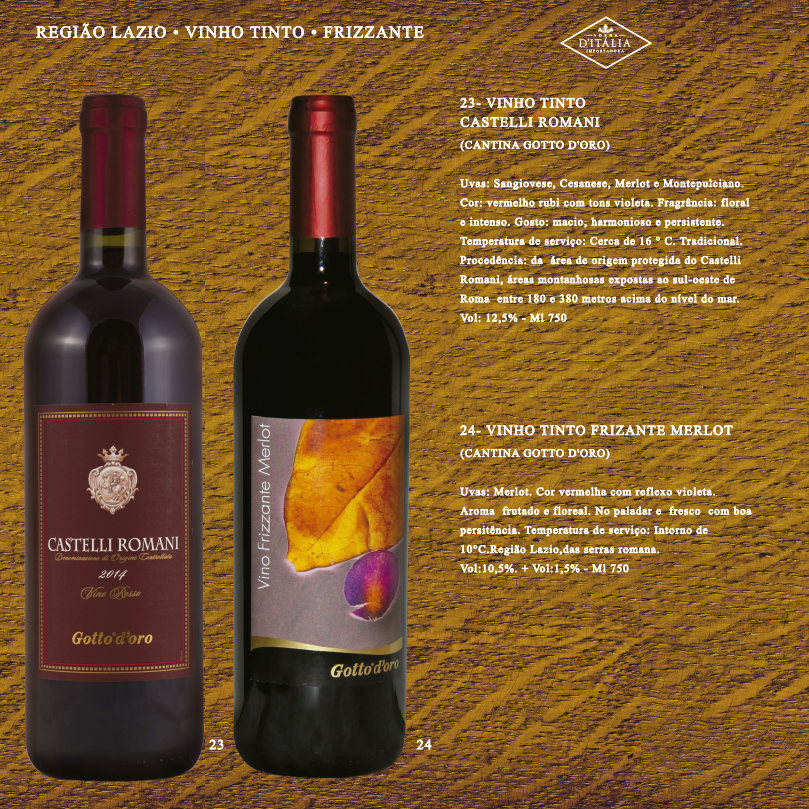 REGIÃO LAZIO • VINHO TINTO • FRIZZANTE
D'ITÁLIA
IMPORTADORA
23- VINHO TINTO
CASTELLI ROMANI
(CANTINA GOTTO D'ORO)
Uvas: Sangiovese, Cesanese, Merlot e Montepulciano.
Cor: vermelho rubi com tons violeta. Fragrância: floral
e intenso. Gosto: macio, harmonioso e persistente.
Temperatura de serviço: Cerca de 16 º C. Tradicional.
Procedência: da  área de origem protegida do Castelli
Romani, áreas montanhosas expostas ao sul-oeste de
Roma  entre 180 e 380 metros acima do nível do mar.
Vol: 12,5% - Ml 750
24- VINHO TINTO FRIZANTE MERLOT
(CANTINA GOTTO D'ORO)
Uvas: Merlot. Cor vermelha com reflexo violeta.
Aroma  frutado e floreal. No paladar e  fresco  com boa
persitência. Temperatura de serviço: Intorno de
10ºC.Região Lazio,das serras romana.
Vol:10,5%. + Vol:1,5% - Ml 750
CASTELLI ROMANI
Denominazione di Origine Controllata
2014
Vino Rosso
Gotto d'oro
23
Vino Frizzante Merlot
Gotto d'oro
24